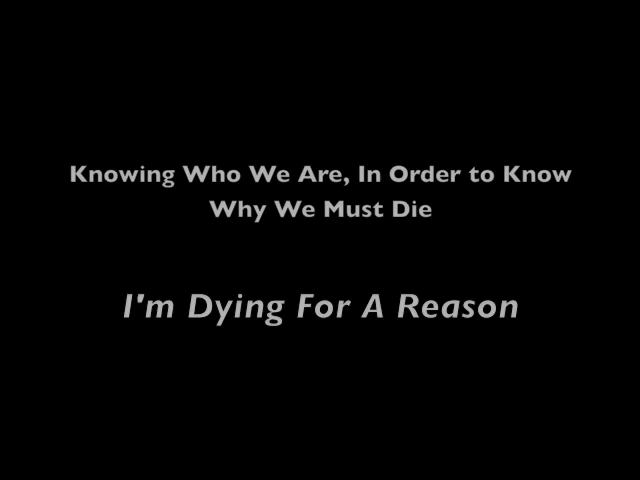 Knowing Who We Are, In Order to Know
Why We Must Die
I'm Dying For A Reason